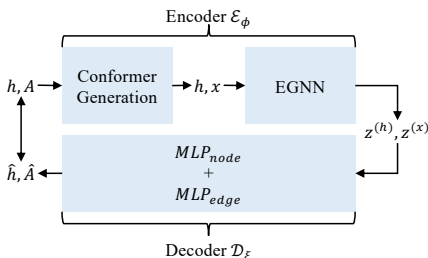 Encoder ℰ_ϕ
h, A
Conformer
Generation
h, x
EGNN
z^(h), z^(x)
MLP_node
+
MLP_edge
ĥ, Â
Decoder 𝒟_ξ